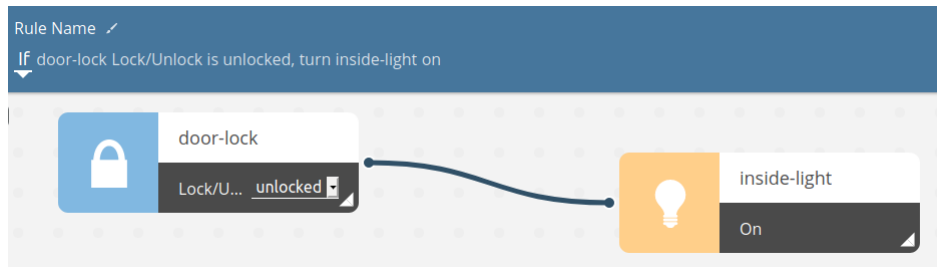 Rule Name
If door-lock Lock/Unlock is unlocked, turn inside-light on
door-lock
Lock/U... unlocked
inside-light
On